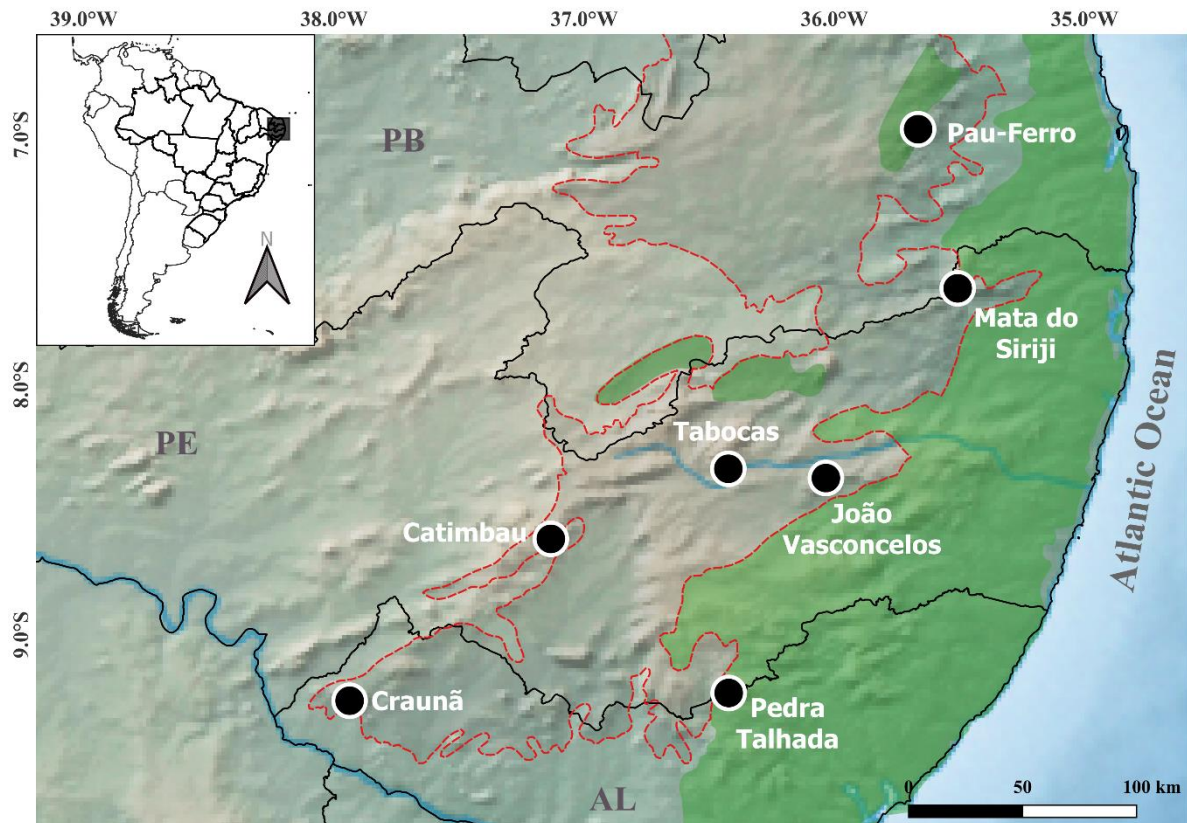 39.0°W 38.0°W 37.0°W 36.0°W 35.0°W
N
7.0°S
PB
Pau-Ferro
Mata do
Siriji
8.0°S
PE
Tabocas
João
Vasconcelos
Catimbau
Atlantic Ocean
9.0°S
Craunã
Pedra
Talhada
AL
0 50 100 km